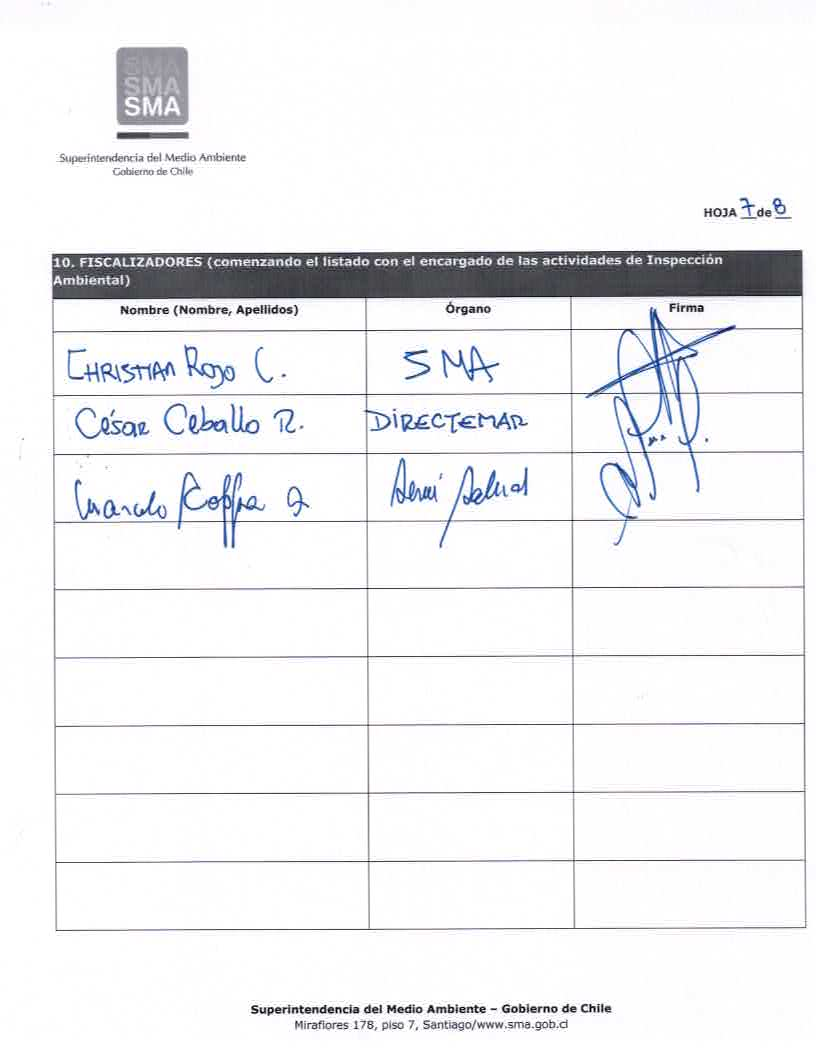 SMA
SMA
SMA
Superintendencia del Medio Ambiente
Gobierno de Chile
HOJA 7 de 8
10. FISCALIZADORES (comenzando el listado con el encargado de las actividades de Inspección
Ambiental)
Nombre (Nombre, Apellidos) Órgano Firma
CHRISTIAN ROJO C. SMA
César Ceballo R. DIRECTEMAR
Seremi Salud
Superintendencia del Medio Ambiente – Gobierno de Chile
Miraflores 178, piso 7, Santiago/www.sma.gob.cl